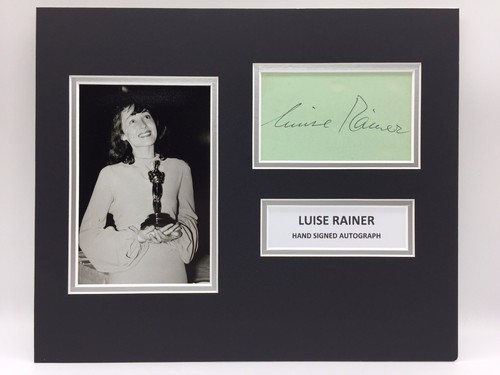 Luise Rainer
LUISE RAINER
HAND SIGNED AUTOGRAPH